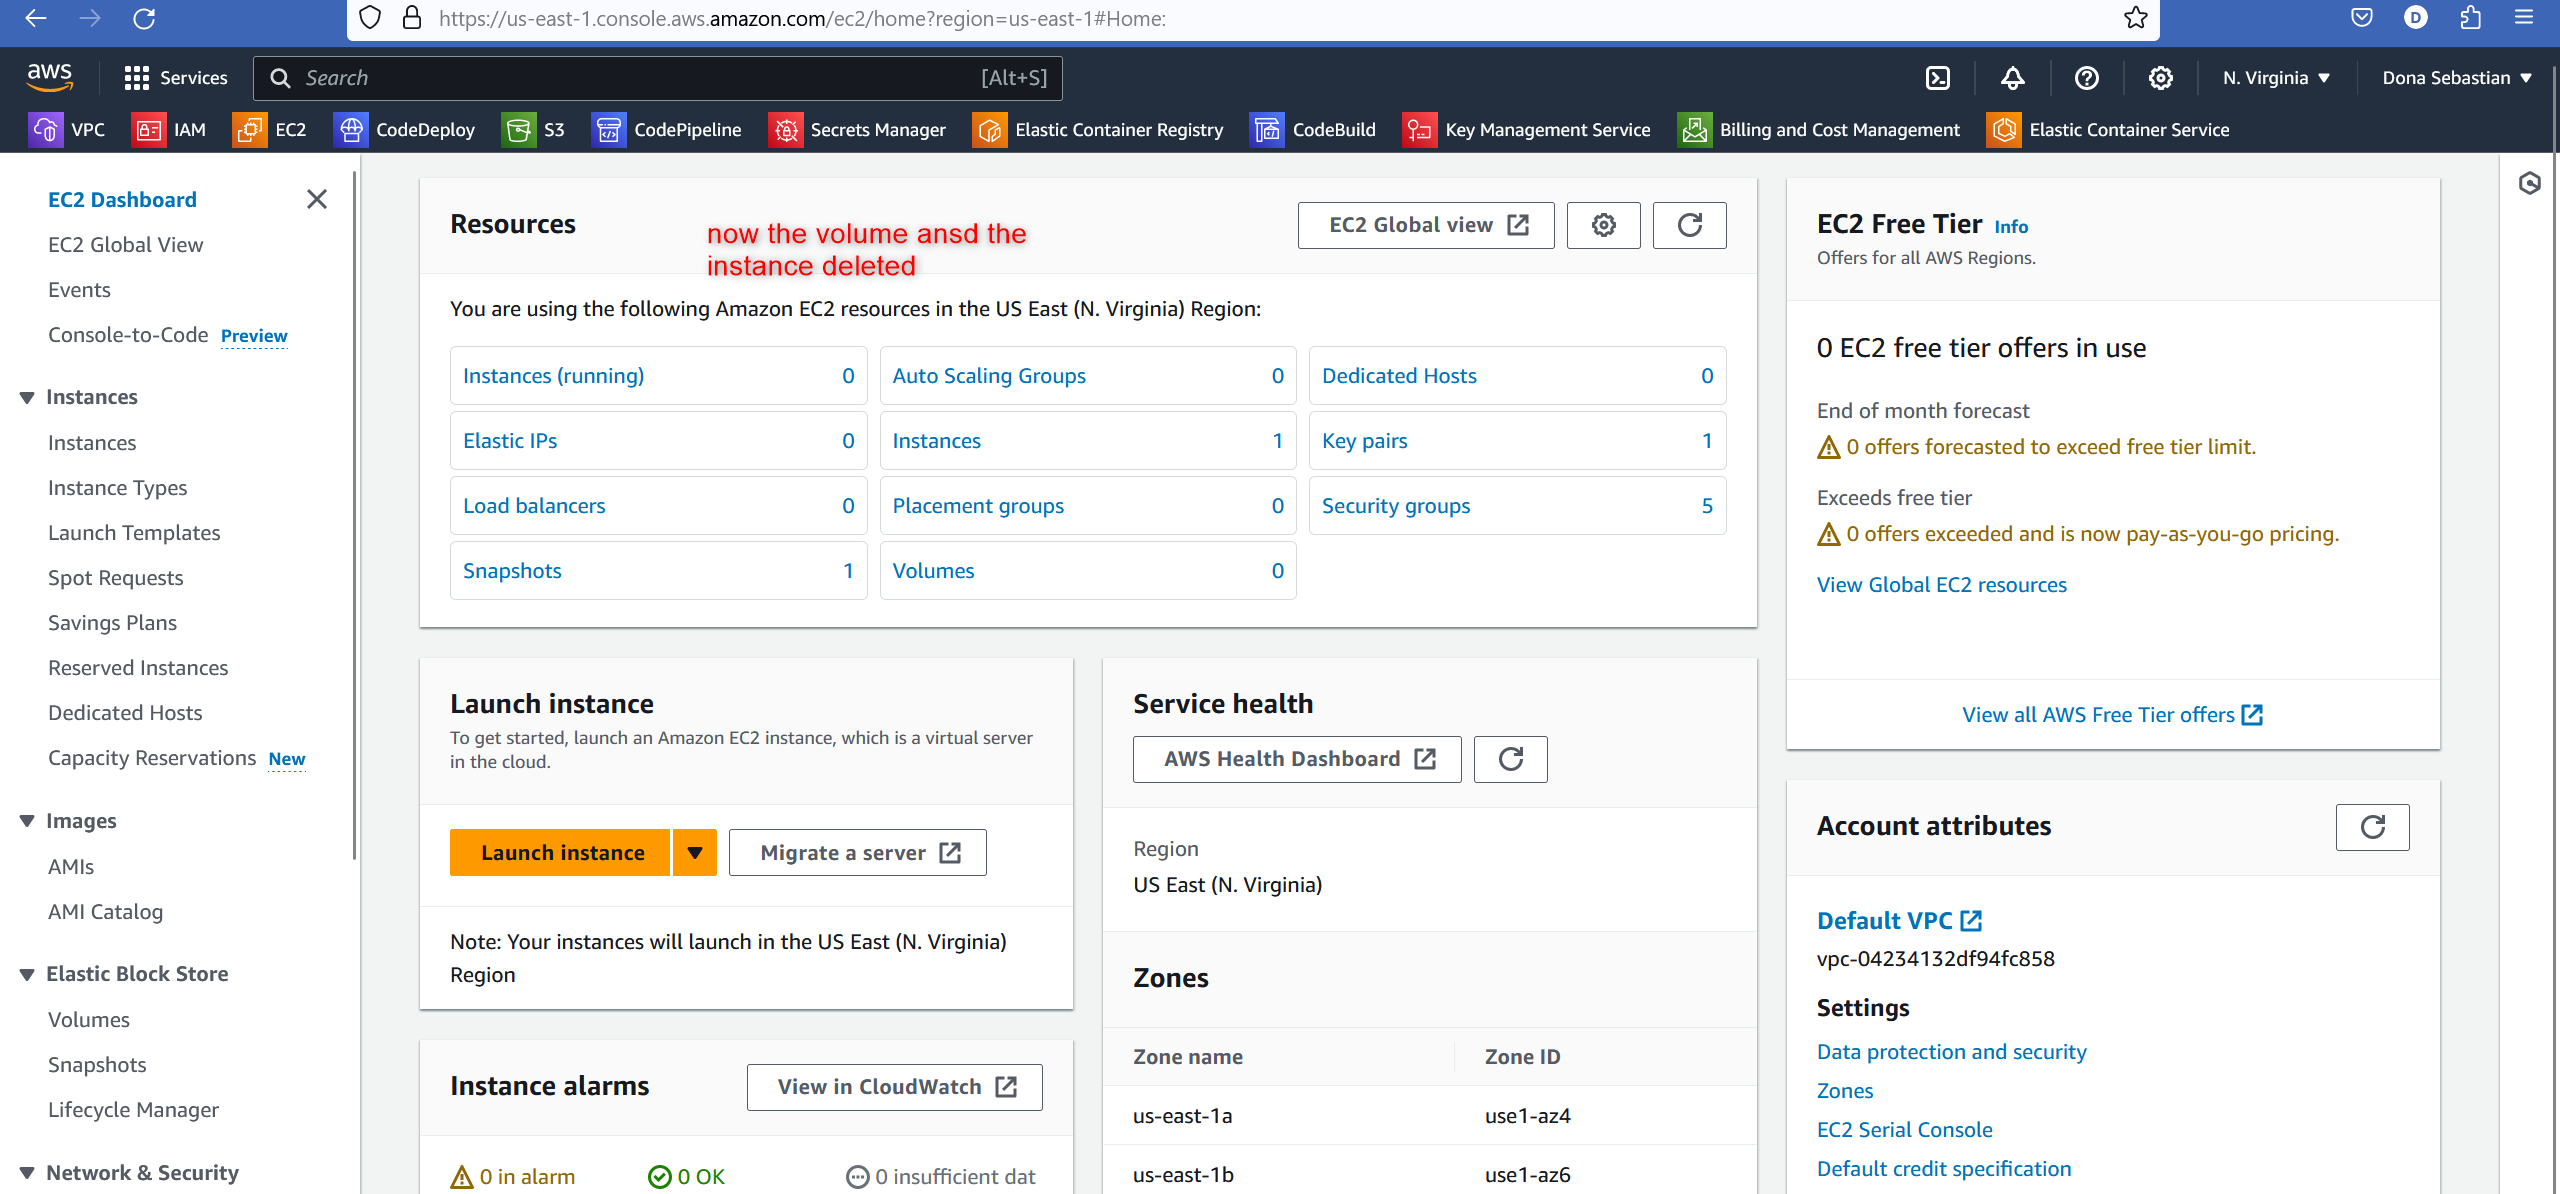 https://us-east-1.console.aws.amazon.com/ec2/home?region=us-east-1#Home:
D
aws
Services
Search
[Alt+S]
N. Virginia
Dona Sebastian
VPC
IAM
EC2
CodeDeploy
S3
CodePipeline
Secrets Manager
Elastic Container Registry
CodeBuild
Key Management Service
Billing and Cost Management
Elastic Container Service
EC2 Dashboard
EC2 Global View
Events
Console-to-Code Preview
Instances
Instances
Instance Types
Launch Templates
Spot Requests
Savings Plans
Reserved Instances
Dedicated Hosts
Capacity Reservations New
Images
AMIs
AMI Catalog
Elastic Block Store
Volumes
Snapshots
Lifecycle Manager
Network & Security
Resources
now the volume ansd the
instance deleted
EC2 Global view
You are using the following Amazon EC2 resources in the US East (N. Virginia) Region:
Instances (running) 0
Auto Scaling Groups 0
Dedicated Hosts 0
Elastic IPs 0
Instances 1
Key pairs 1
Load balancers 0
Placement groups 0
Security groups 5
Snapshots 1
Volumes 0
Launch instance
To get started, launch an Amazon EC2 instance, which is a virtual server
in the cloud.
Launch instance
Migrate a server
Note: Your instances will launch in the US East (N. Virginia)
Region
Instance alarms
View in CloudWatch
0 in alarm
0 OK
0 insufficient dat
Service health
AWS Health Dashboard
Region
US East (N. Virginia)
Zones
Zone name
Zone ID
us-east-1a
use1-az4
us-east-1b
use1-az6
EC2 Free Tier Info
Offers for all AWS Regions.
0 EC2 free tier offers in use
End of month forecast
0 offers forecasted to exceed free tier limit.
Exceeds free tier
0 offers exceeded and is now pay-as-you-go pricing.
View Global EC2 resources
View all AWS Free Tier offers
Account attributes
Default VPC
vpc-04234132df94fc858
Settings
Data protection and security
Zones
EC2 Serial Console
Default credit specification